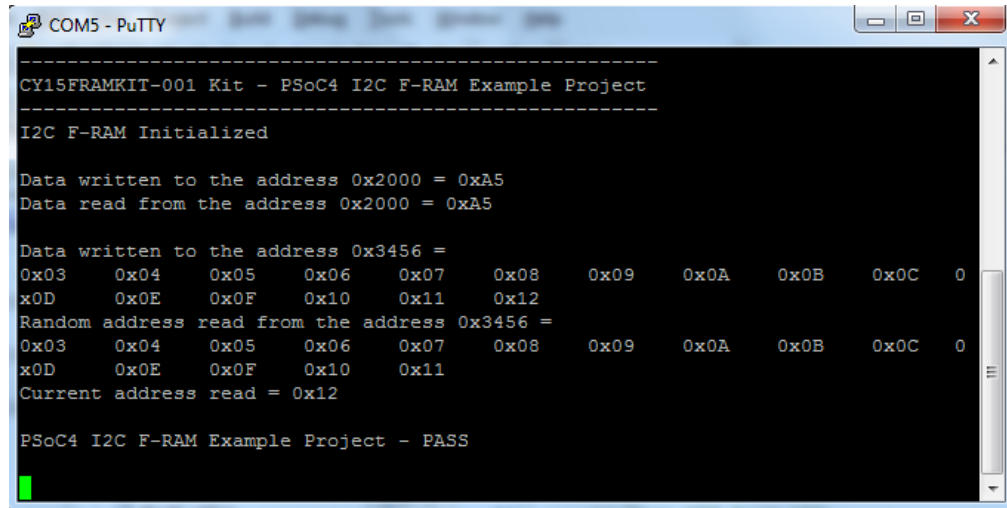 COM5 - PuTTY
-------------------------------------------------------
CY15FRAMKIT-001 Kit - PSoC4 I2C F-RAM Example Project
-------------------------------------------------------
I2C F-RAM Initialized
Data written to the address 0x2000 = 0xA5
Data read from the address 0x2000 = 0xA5
Data written to the address 0x3456 =
0x03 0x04 0x05 0x06 0x07 0x08 0x09 0x0A 0x0B 0x0C 0
x0D 0x0E 0x0F 0x10 0x11 0x12
Random address read from the address 0x3456 =
0x03 0x04 0x05 0x06 0x07 0x08 0x09 0x0A 0x0B 0x0C 0
x0D 0x0E 0x0F 0x10 0x11
Current address read = 0x12
PSoC4 I2C F-RAM Example Project - PASS